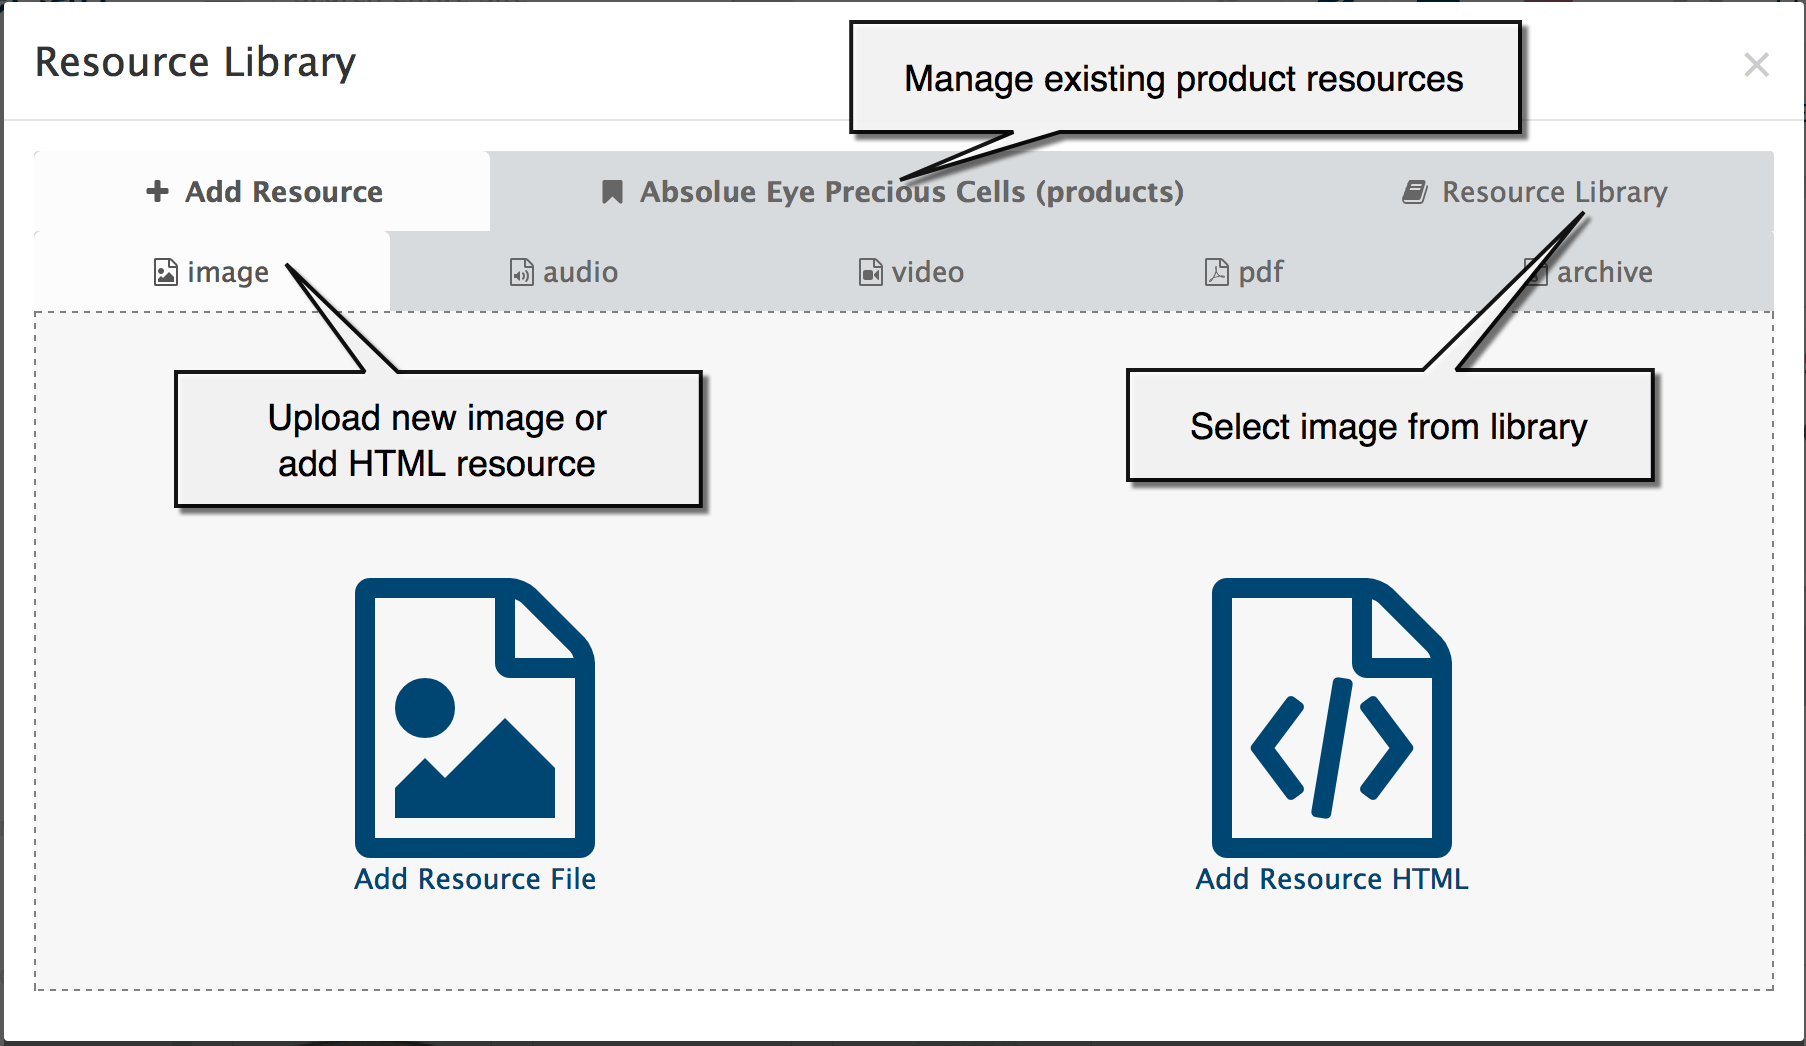 Resource Library
Manage existing product resources
Add Resource
Absolue Eye Precious Cells (products)
Resource Library
image
audio
video
pdf
archive
Upload new image or
add HTML resource
Select image from library
Add Resource File
Add Resource HTML